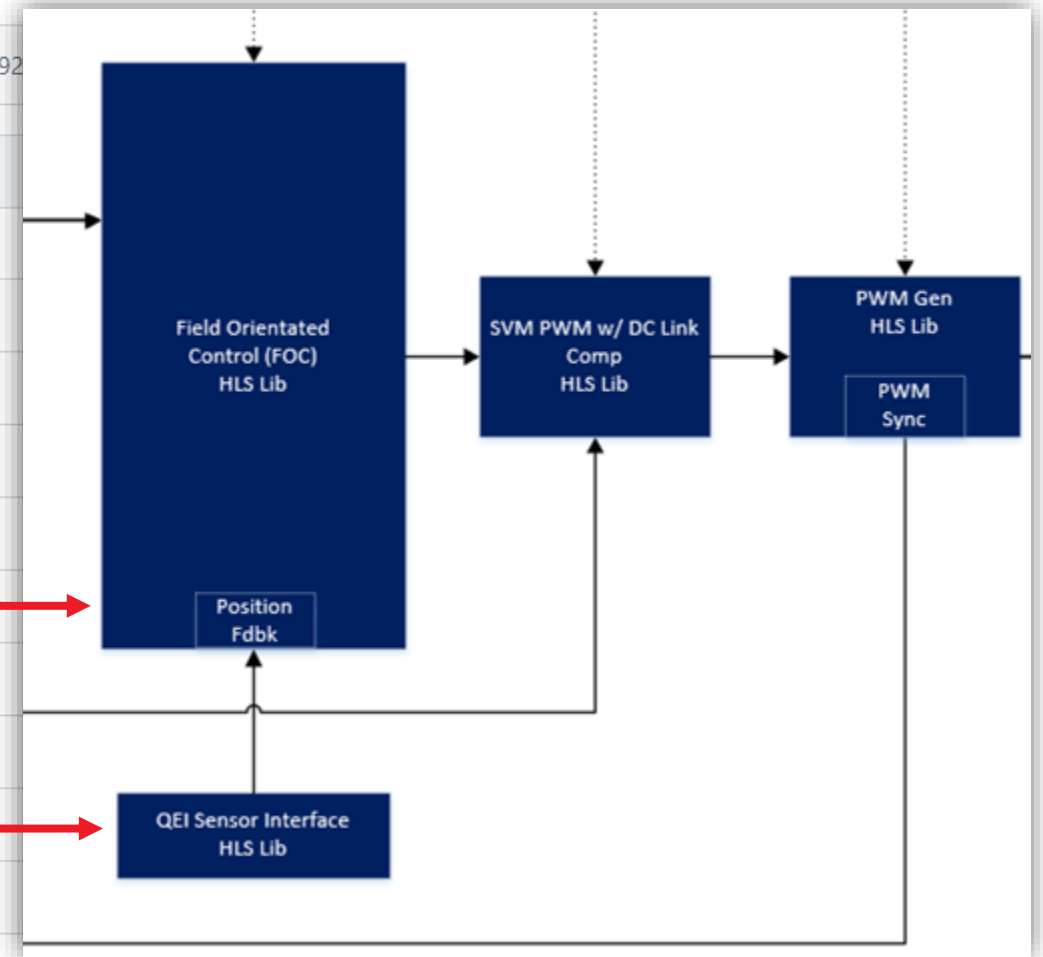 92
Field Orientated
Control (FOC)
HLS Lib
Position
Fdbk
SVM PWM w/ DC Link
Comp
HLS Lib
PWM Gen
HLS Lib
PWM
Sync
QEI Sensor Interface
HLS Lib